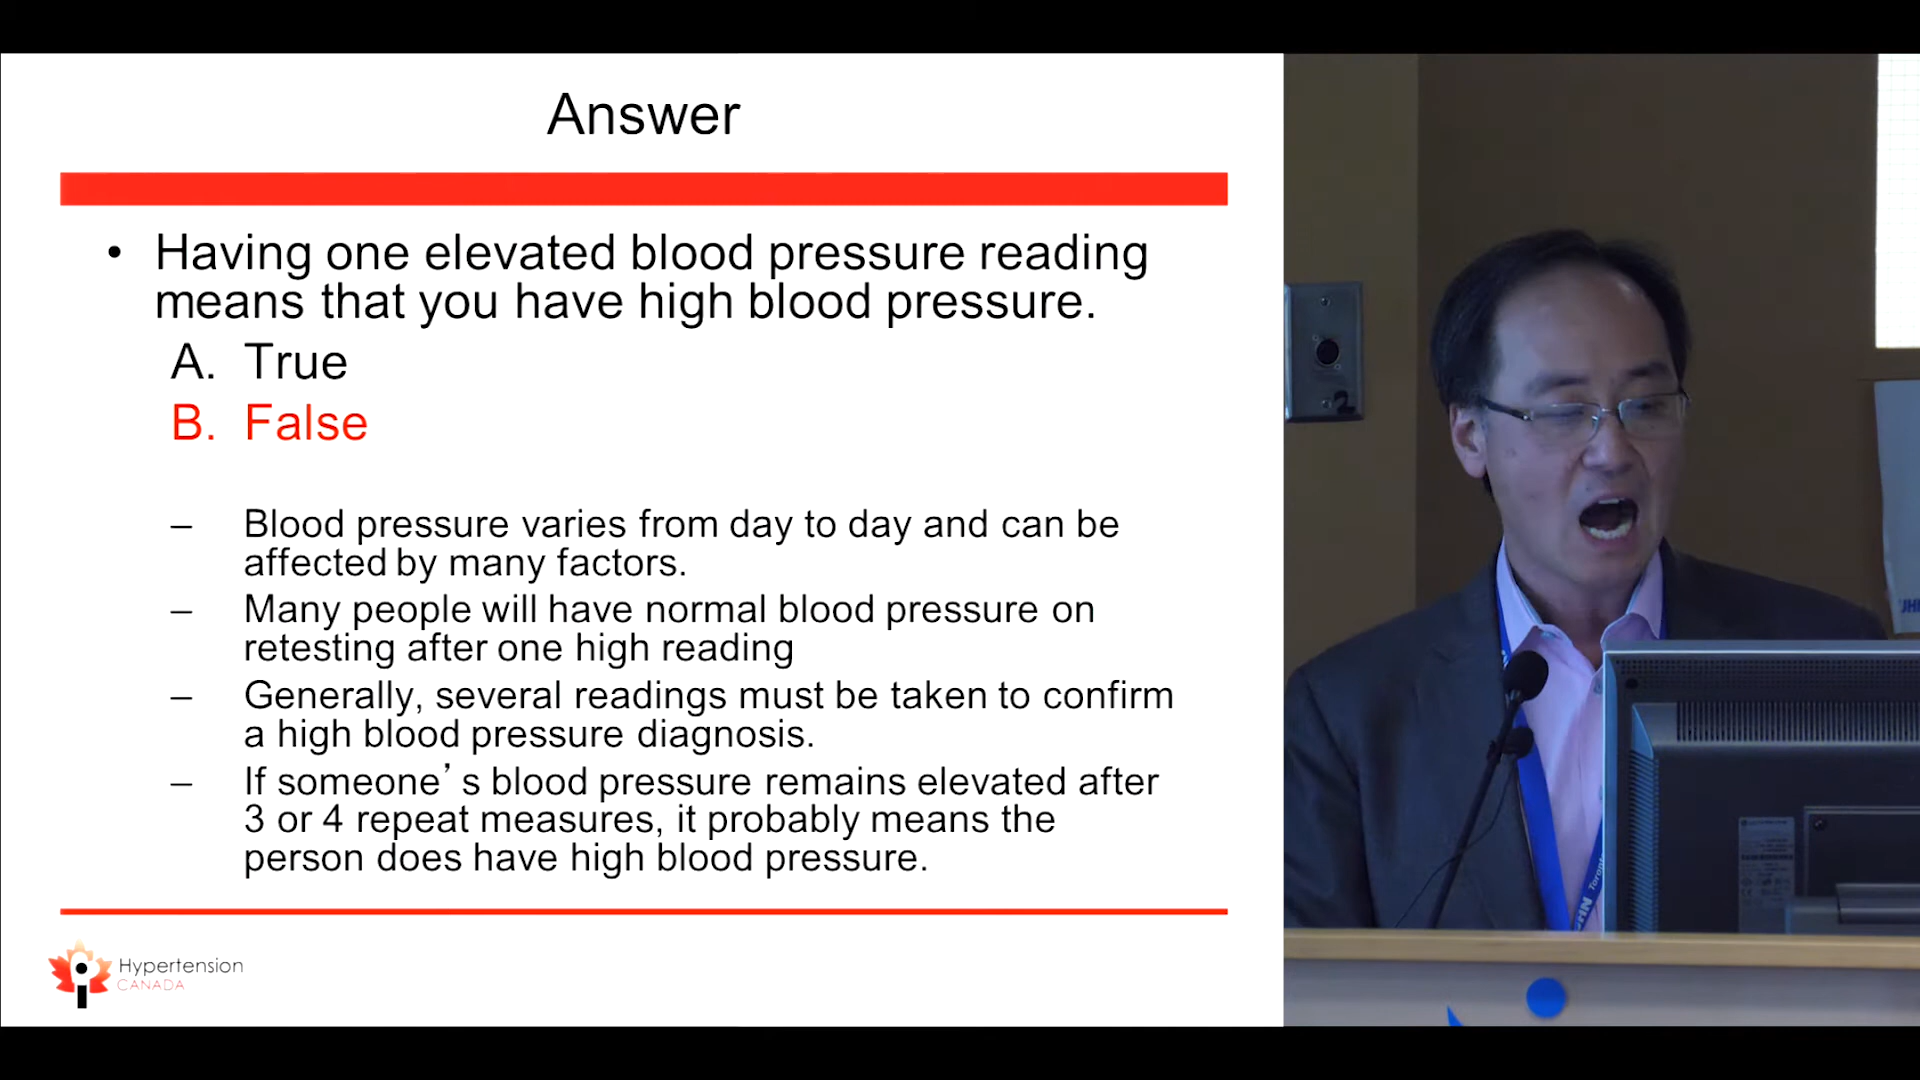 Answer
• Having one elevated blood pressure reading
means that you have high blood pressure.
A. True
B. False
– Blood pressure varies from day to day and can be
affected by many factors.
– Many people will have normal blood pressure on
retesting after one high reading
– Generally, several readings must be taken to confirm
a high blood pressure diagnosis.
– If someone’s blood pressure remains elevated after
3 or 4 repeat measures, it probably means the
person does have high blood pressure.
Hypertension
CANADA